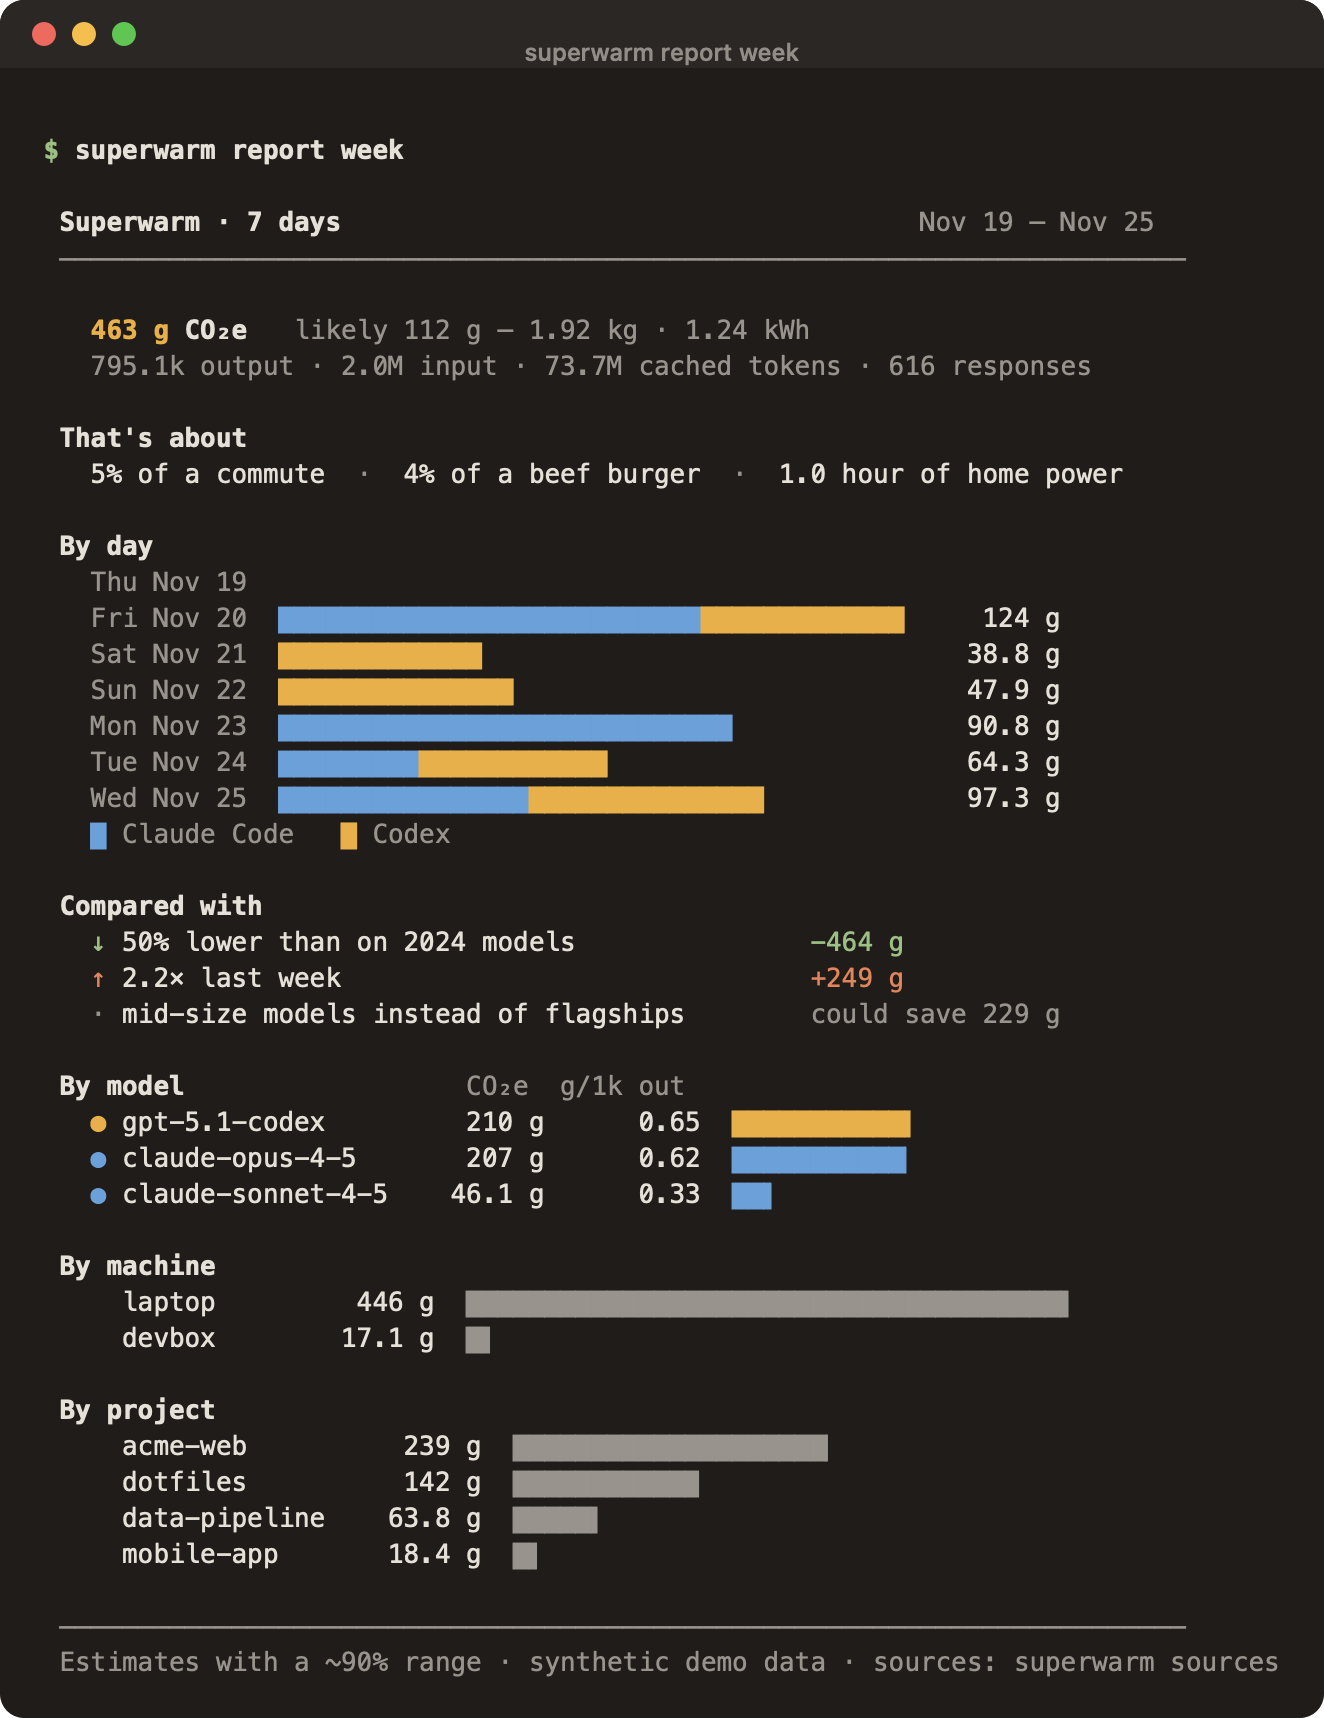 superwarm report week
$ superwarm report week
Superwarm · 7 days Nov 19 – Nov 25
463 g CO₂e likely 112 g – 1.92 kg · 1.24 kWh
795.1k output · 2.0M input · 73.7M cached tokens · 616 responses
That's about
5% of a commute · 4% of a beef burger · 1.0 hour of home power
By day
Thu Nov 19
Fri Nov 20 124 g
Sat Nov 21 38.8 g
Sun Nov 22 47.9 g
Mon Nov 23 90.8 g
Tue Nov 24 64.3 g
Wed Nov 25 97.3 g
Claude Code Codex
Compared with
↓ 50% lower than on 2024 models −464 g
↑ 2.2× last week +249 g
· mid-size models instead of flagships could save 229 g
By model CO₂e g/1k out
gpt-5.1-codex 210 g 0.65
claude-opus-4-5 207 g 0.62
claude-sonnet-4-5 46.1 g 0.33
By machine
laptop 446 g
devbox 17.1 g
By project
acme-web 239 g
dotfiles 142 g
data-pipeline 63.8 g
mobile-app 18.4 g
Estimates with a ~90% range · synthetic demo data · sources: superwarm sources